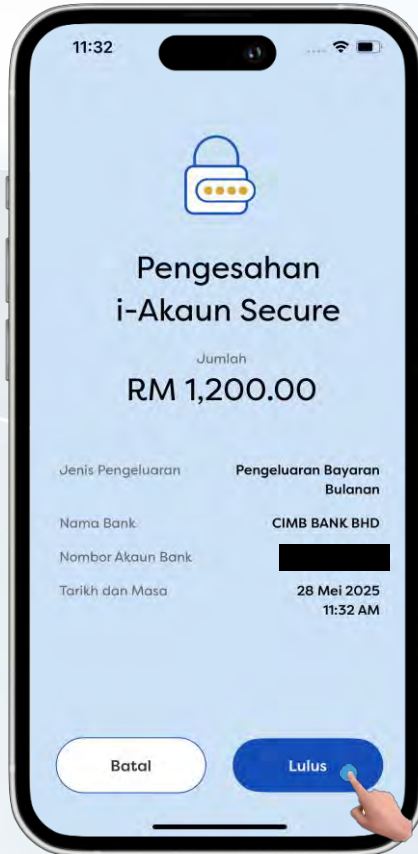 11:32
Pengesahan
i-Akaun Secure
Jumlah
RM 1,200.00
Jenis Pengeluaran Pengeluaran Bayaran
Bulanan
Nama Bank CIMB BANK BHD
Nombor Akaun Bank
Tarikh dan Masa 28 Mei 2025
11:32 AM
Batal Lulus